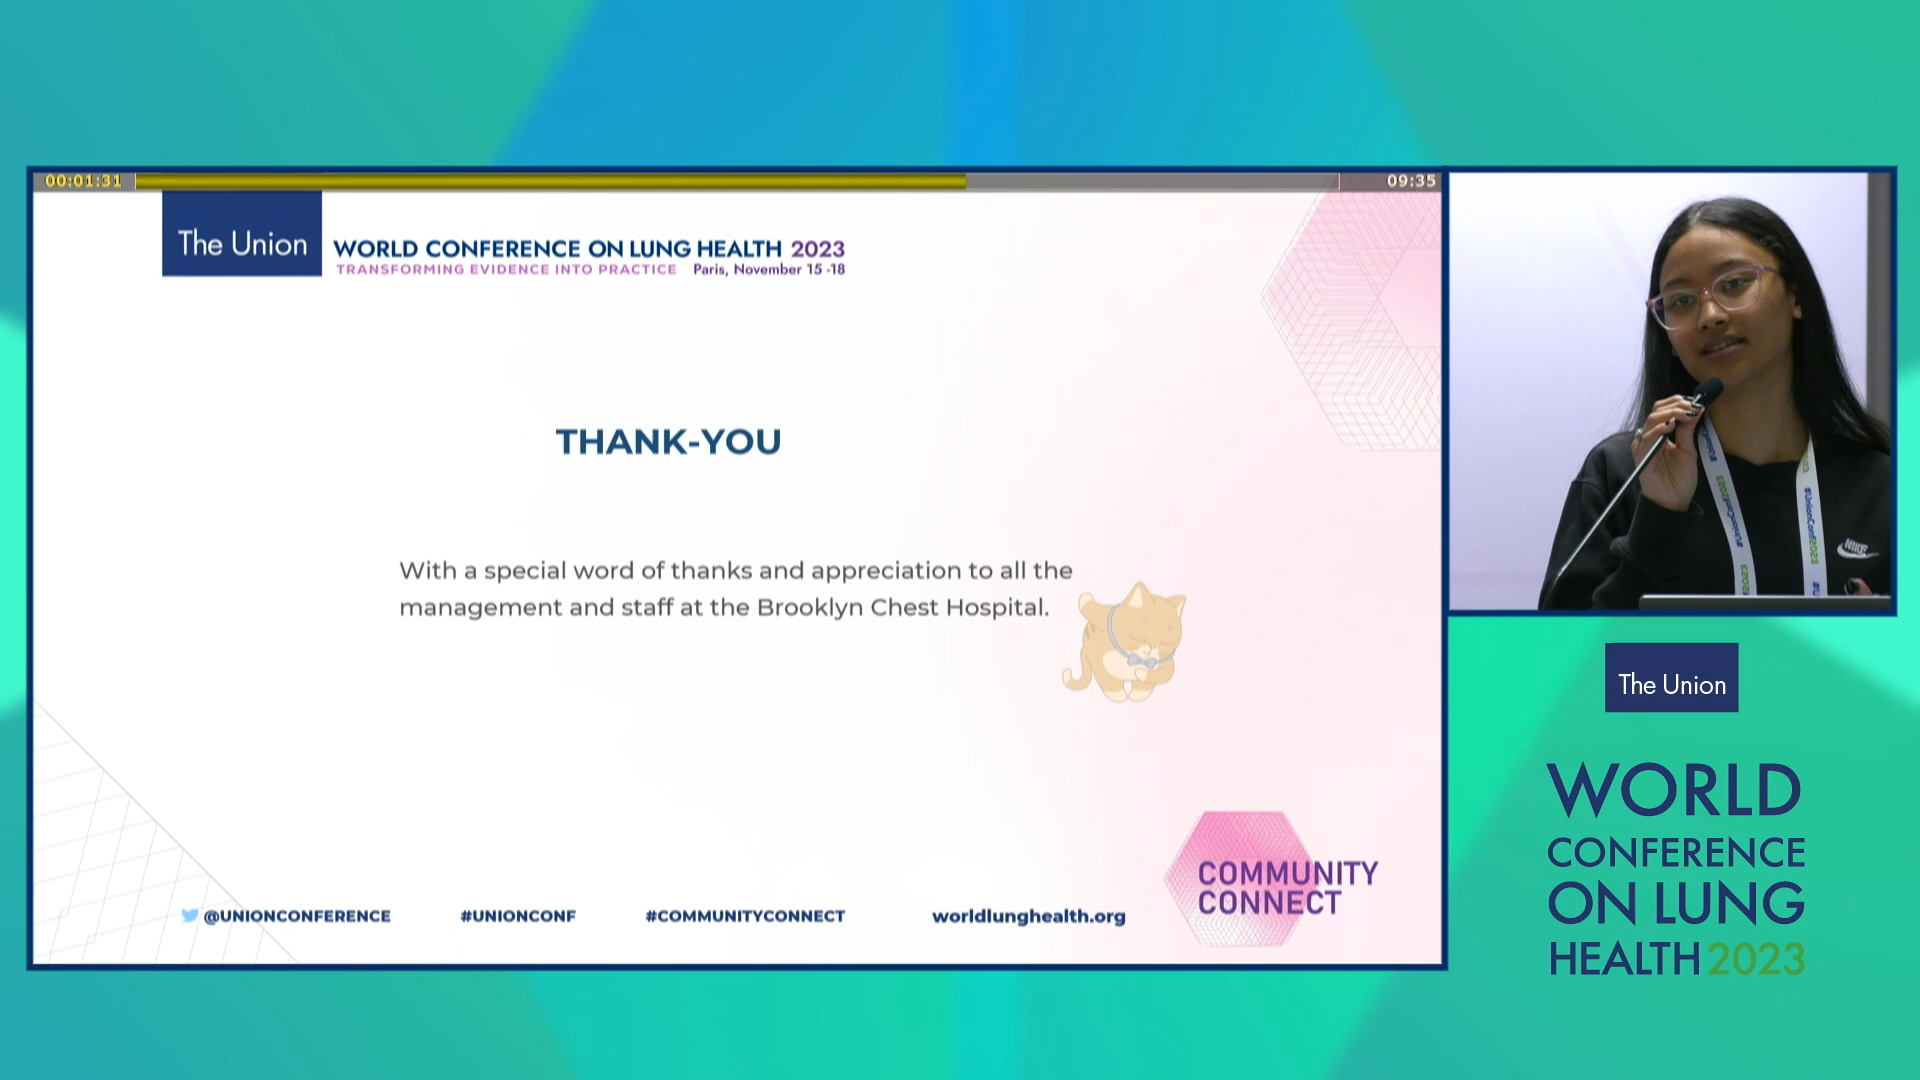 00:01:31
09:35
The Union
WORLD CONFERENCE ON LUNG HEALTH 2023
TRANSFORMING EVIDENCE INTO PRACTICE Paris, November 15 -18
THANK-YOU
With a special word of thanks and appreciation to all the
management and staff at the Brooklyn Chest Hospital.
COMMUNITY
CONNECT
@UNIONCONFERENCE
#UNIONCONF
#COMMUNITYCONNECT
worldlunghealth.org
#UnionConf2023
NIKE
The Union
WORLD
CONFERENCE
ON LUNG
HEALTH 2023